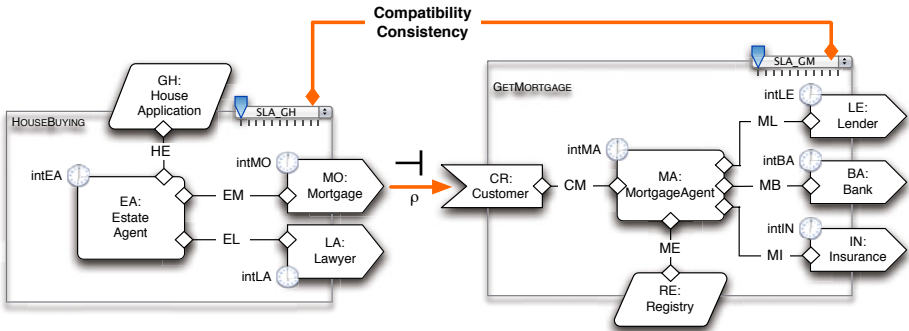 Compatibility
Consistency
GH:
House
Application
SLA_GH
HOUSEBUYING
HE
intEA
intMO
EA:
Estate
Agent
EM
MO:
Mortgage
EL
LA:
Lawyer
intLA
ρ
SLA_GM
GETMORTGAGE
CR:
Customer
CM
intMA
MA:
MortgageAgent
ML
intLE
LE:
Lender
MB
intBA
BA:
Bank
ME
MI
intIN
IN:
Insurance
RE:
Registry